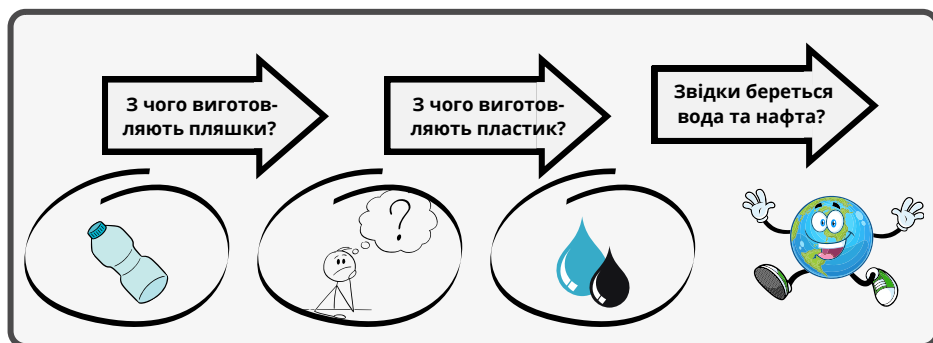 З чого виготов-
ляють пляшки?
З чого виготов-
ляють пластик?
Звідки береться
вода та нафта?
?